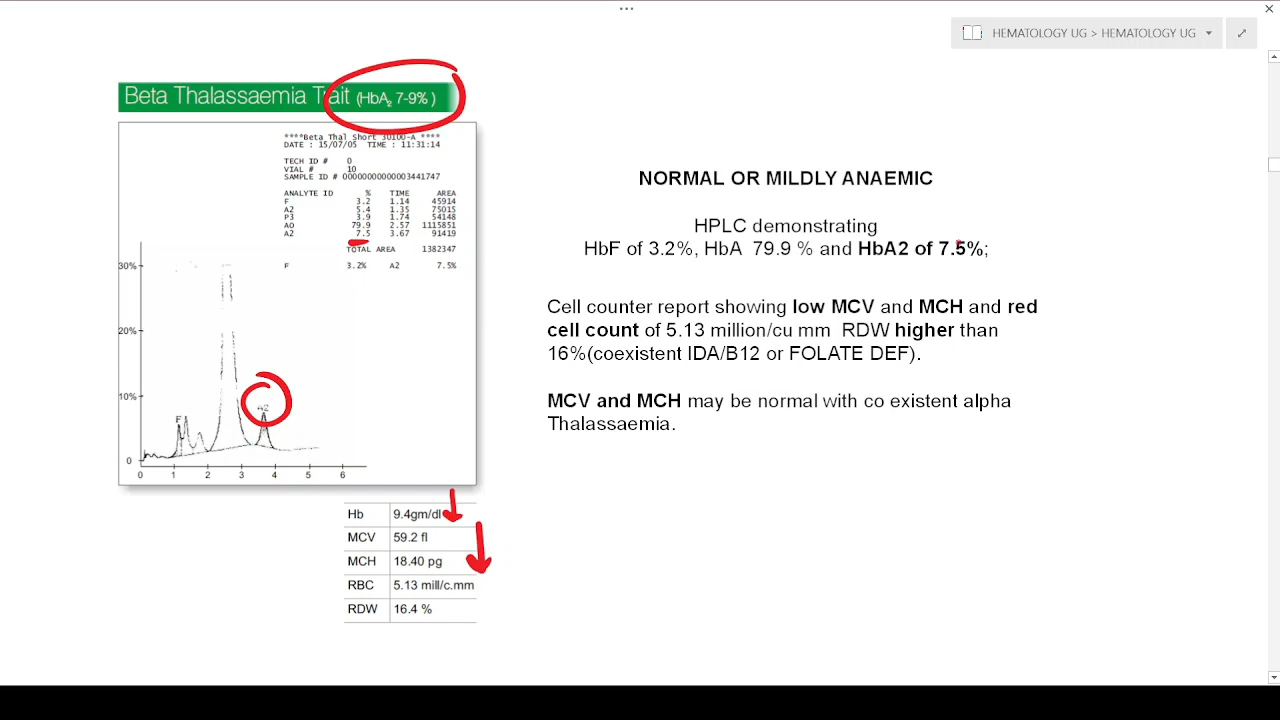 HEMATOLOGY UG > HEMATOLOGY UG
Beta Thalassaemia Trait (HbA2 7-9% )
****Beta Thal Short 30100-A ****
DATE : 15/07/05 TIME : 11:31:14
TECH ID # 0
VIAL # 10
SAMPLE ID # 00000000000003441747
ANALYTE ID % TIME AREA
F 3.2 1.14 45914
A2 5.4 1.35 75015
P3 3.9 1.74 54148
A0 79.9 2.57 1115851
A2 7.5 3.67 91419
TOTAL AREA 1382347
F 3.2% A2 7.5%
30%
20%
10%
0
F
A2
0 1 2 3 4 5 6
Hb 9.4gm/dl
MCV 59.2 fl
MCH 18.40 pg
RBC 5.13 mill/c.mm
RDW 16.4 %
NORMAL OR MILDLY ANAEMIC
HPLC demonstrating
HbF of 3.2%, HbA 79.9 % and HbA2 of 7.5%;
Cell counter report showing low MCV and MCH and red
cell count of 5.13 million/cu mm RDW higher than
16%(coexistent IDA/B12 or FOLATE DEF).
MCV and MCH may be normal with co existent alpha
Thalassaemia.